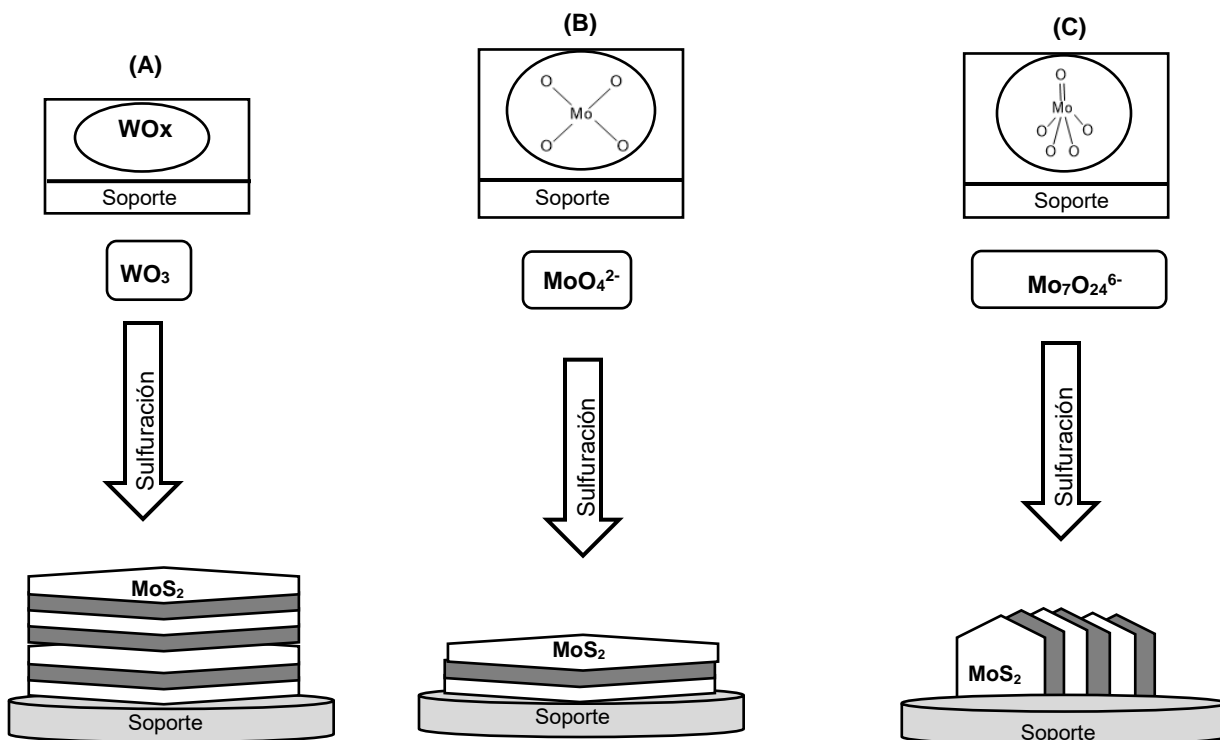 (A)
WOx
Soporte
WO₃
Sulfuración
MoS₂
Soporte
(B)
O
O
Mo
O
O
Soporte
MoO₄²⁻
Sulfuración
MoS₂
Soporte
(C)
O
Mo
O
O
O
O
Soporte
Mo₇O₂₄⁶⁻
Sulfuración
MoS₂
Soporte